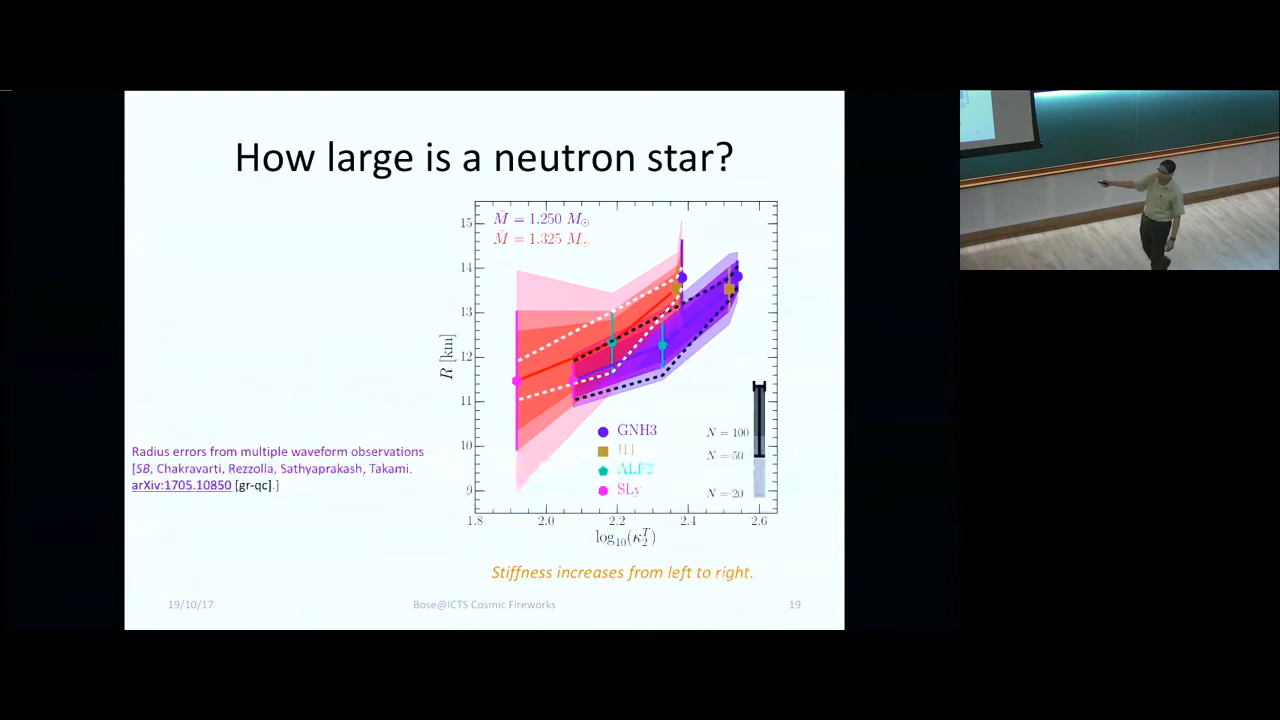 How large is a neutron star?
M̄ = 1.250 M⊙
M̄ = 1.325 M⊙
15
14
13
12
11
10
9
R [km]
GNH3
H4
ALF2
SLy
N = 100
N = 50
N = 20
1.8 2.0 2.2 2.4 2.6
log₁₀(κ₂ᵀ)
Radius errors from multiple waveform observations
[SB, Chakravarti, Rezzolla, Sathyaprakash, Takami.
arXiv:1705.10850 [gr-qc].]
Stiffness increases from left to right.
19/10/17 Bose@ICTS Cosmic Fireworks 19